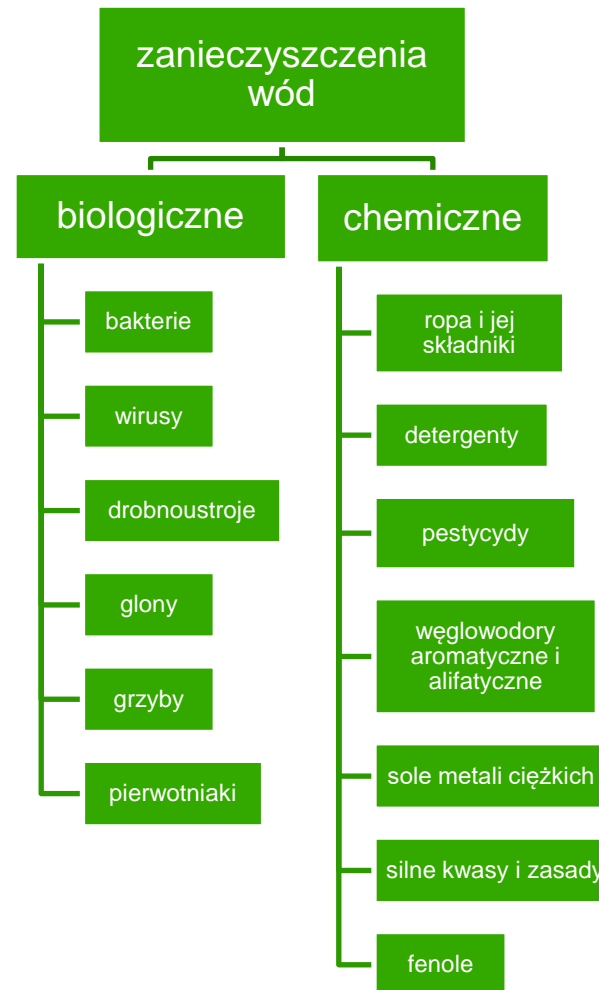 zanieczyszczenia
wód
biologiczne
bakterie
wirusy
drobnoustroje
glony
grzyby
pierwotniaki
chemiczne
ropa i jej
składniki
detergenty
pestycydy
węglowodory
aromatyczne i
alifatyczne
sole metali ciężkich
silne kwasy i zasady
fenole